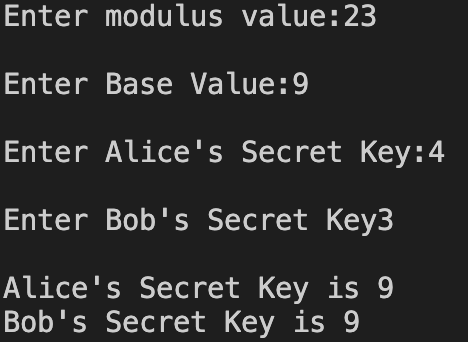 Enter modulus value:23
Enter Base Value:9
Enter Alice's Secret Key:4
Enter Bob's Secret Key3
Alice's Secret Key is 9
Bob's Secret Key is 9